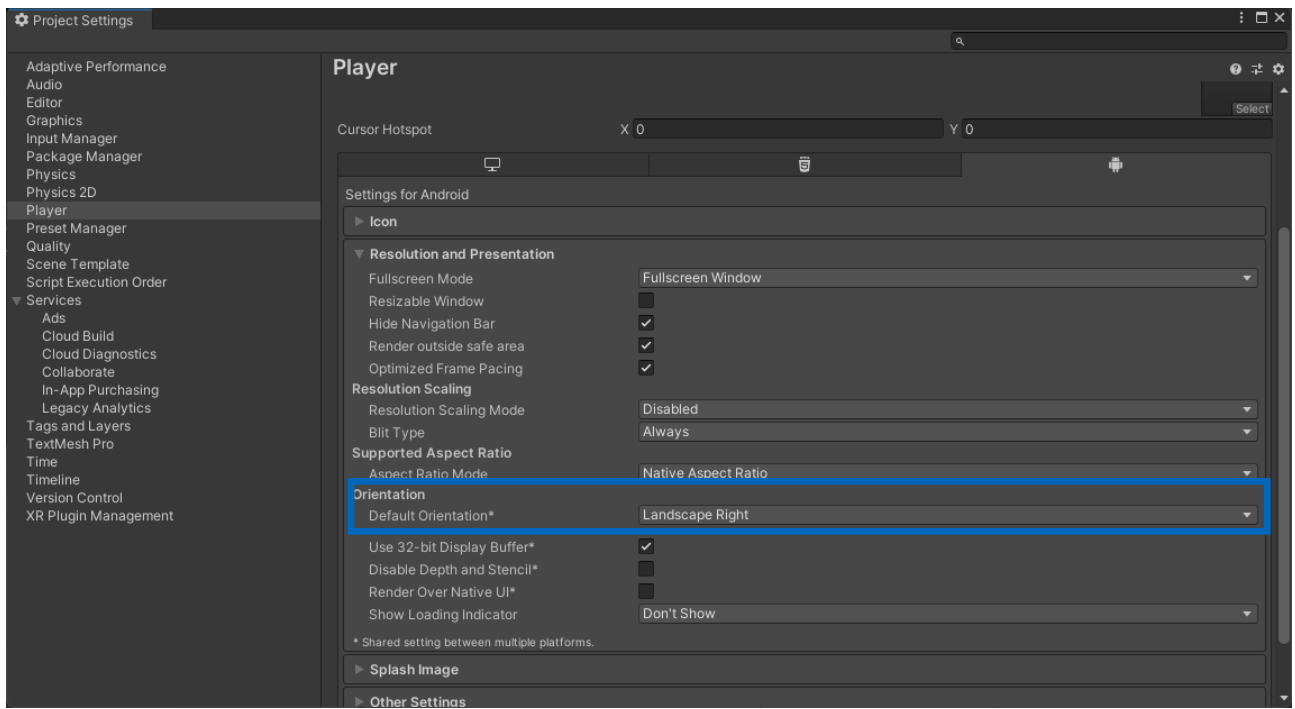 Project Settings
Adaptive Performance
Audio
Editor
Graphics
Input Manager
Package Manager
Physics
Physics 2D
Player
Preset Manager
Quality
Scene Template
Script Execution Order
Services
Ads
Cloud Build
Cloud Diagnostics
Collaborate
In-App Purchasing
Legacy Analytics
Tags and Layers
TextMesh Pro
Time
Timeline
Version Control
XR Plugin Management
Player
Select
Cursor Hotspot X 0 Y 0
Settings for Android
Icon
Resolution and Presentation
Fullscreen Mode Fullscreen Window
Resizable Window
Hide Navigation Bar
Render outside safe area
Optimized Frame Pacing
Resolution Scaling
Resolution Scaling Mode Disabled
Blit Type Always
Supported Aspect Ratio
Aspect Ratio Mode Native Aspect Ratio
Orientation
Default Orientation* Landscape Right
Use 32-bit Display Buffer*
Disable Depth and Stencil*
Render Over Native UI*
Show Loading Indicator Don't Show
* Shared setting between multiple platforms.
Splash Image
Other Settings